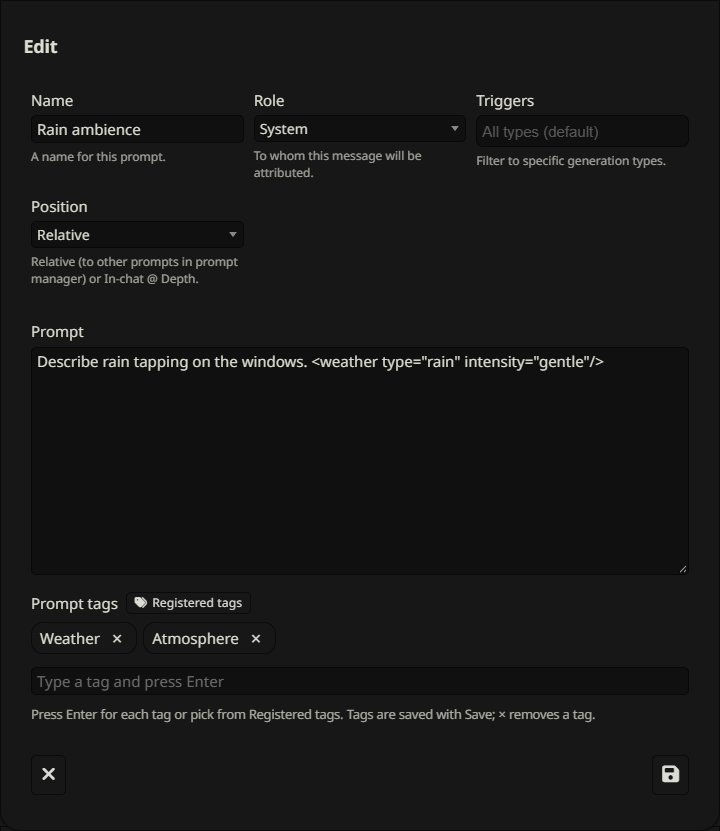 Edit
Name
Role
Triggers
Rain ambience
System
All types (default)
A name for this prompt.
To whom this message will be
attributed.
Filter to specific generation types.
Position
Relative
Relative (to other prompts in prompt
manager) or In-chat @ Depth.
Prompt
Describe rain tapping on the windows. <weather type="rain" intensity="gentle"/>
Prompt tags
Registered tags
Weather ×
Atmosphere ×
Type a tag and press Enter
Press Enter for each tag or pick from Registered tags. Tags are saved with Save; × removes a tag.